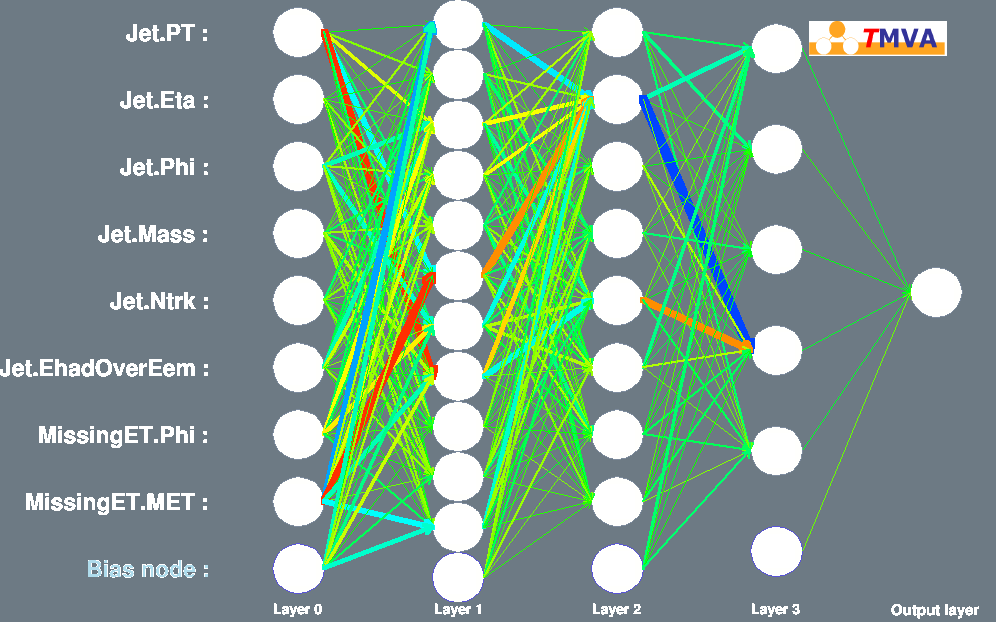 TMVA
Jet.PT :
Jet.Eta :
Jet.Phi :
Jet.Mass :
Jet.Ntrk :
Jet.EhadOverEem :
MissingET.Phi :
MissingET.MET :
Bias node :
Layer 0 Layer 1 Layer 2 Layer 3 Output layer